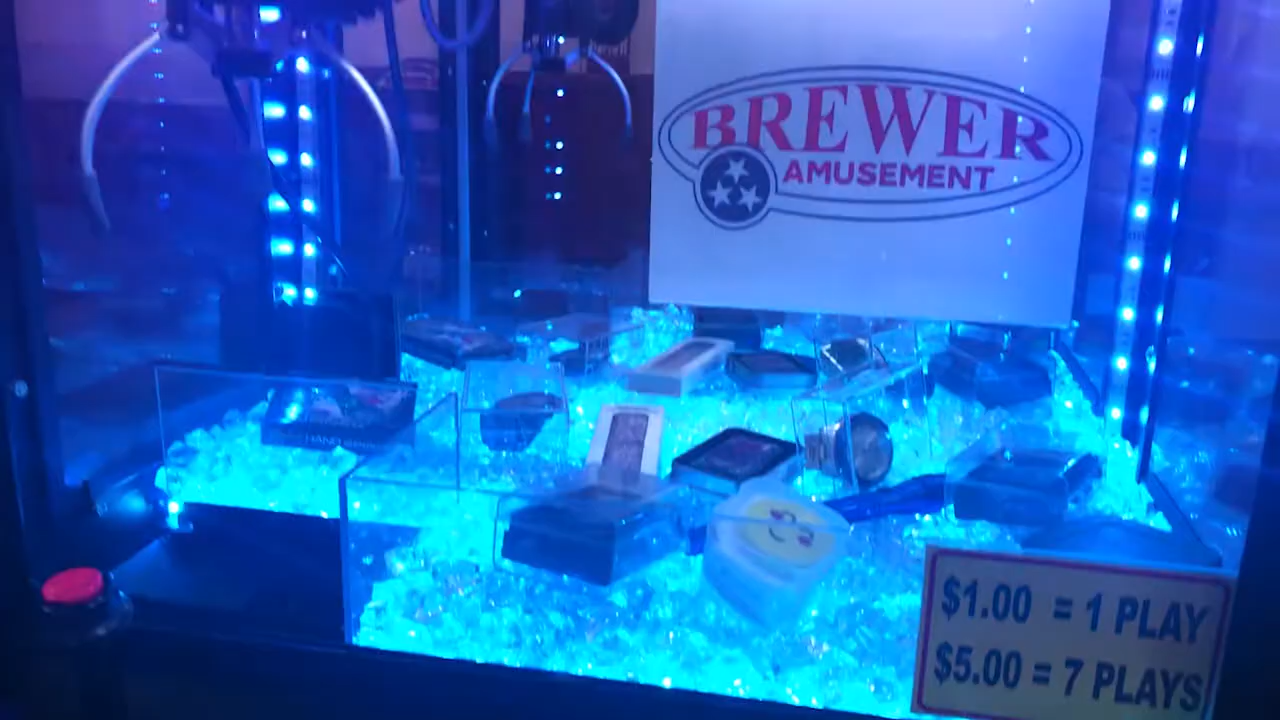 BREWER
AMUSEMENT
$1.00 = 1 PLAY
$5.00 = 7 PLAYS